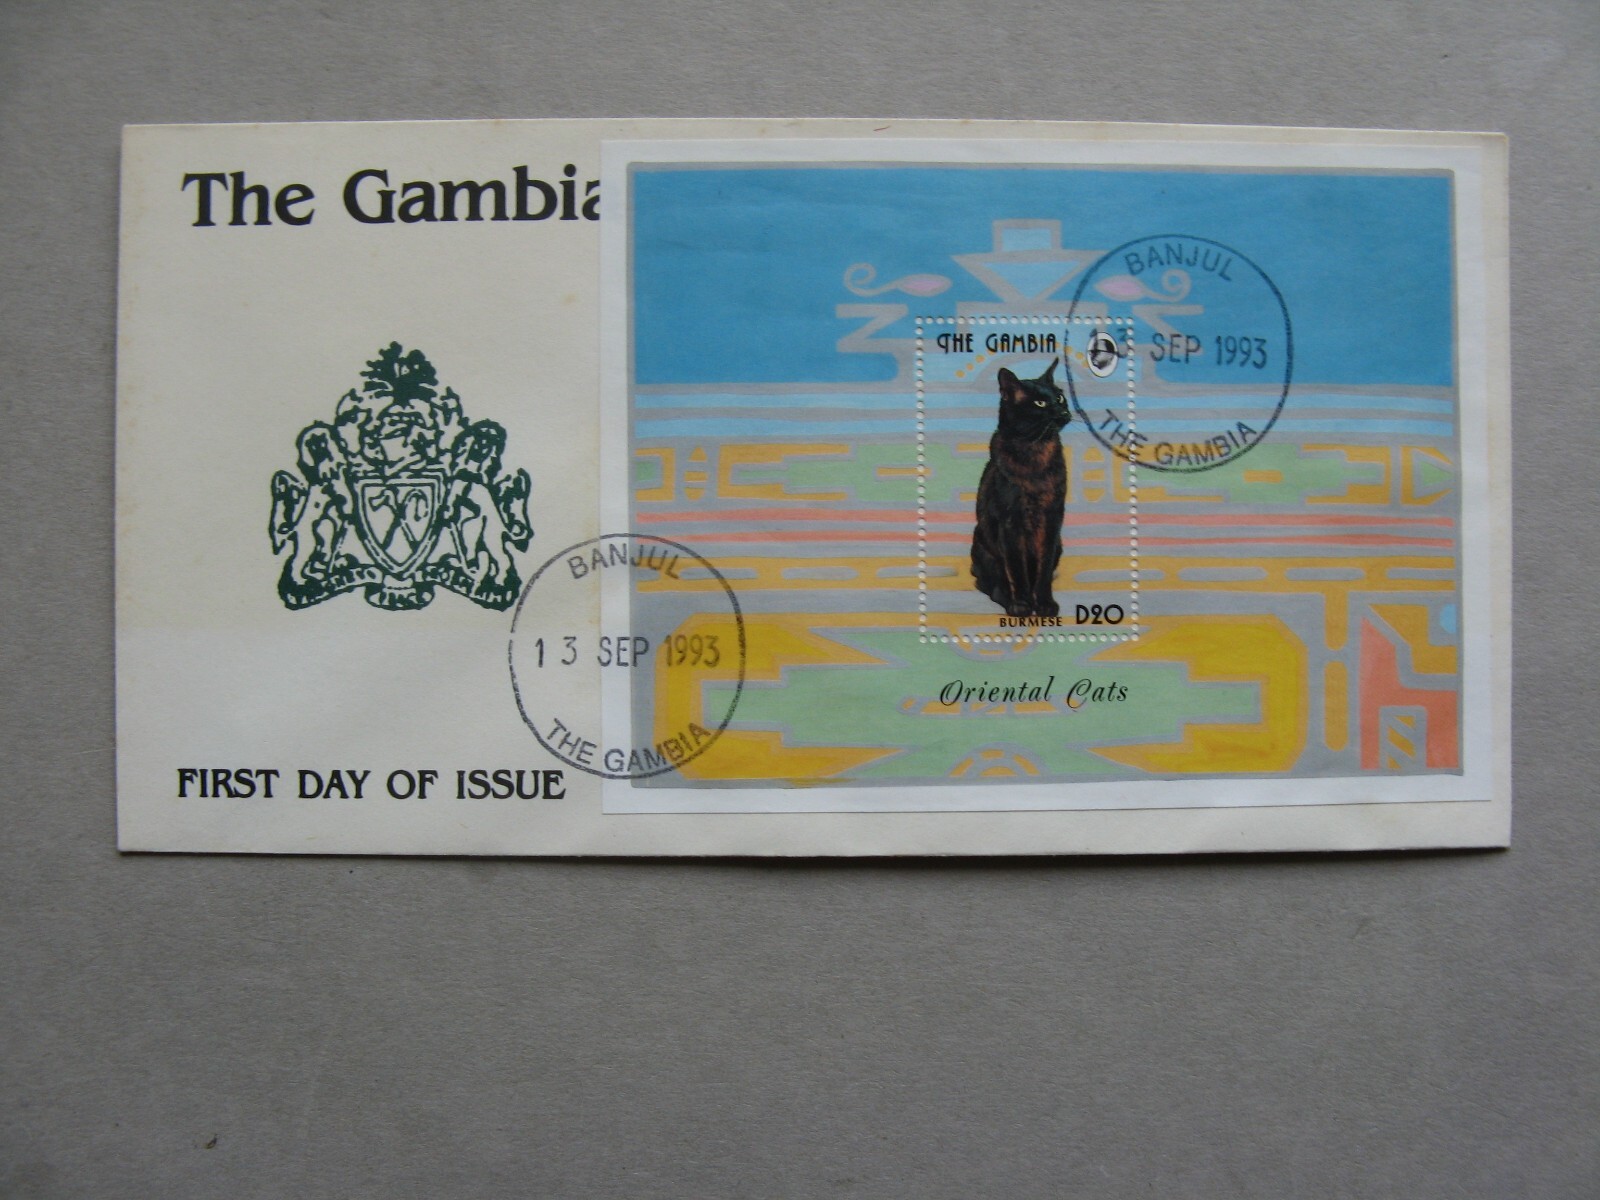 The Gambia
FIRST DAY OF ISSUE
BANJUL
13 SEP 1993
THE GAMBIA
THE GAMBIA
BURMESE D20
Oriental Cats
BANJUL
13 SEP 1993
THE GAMBIA